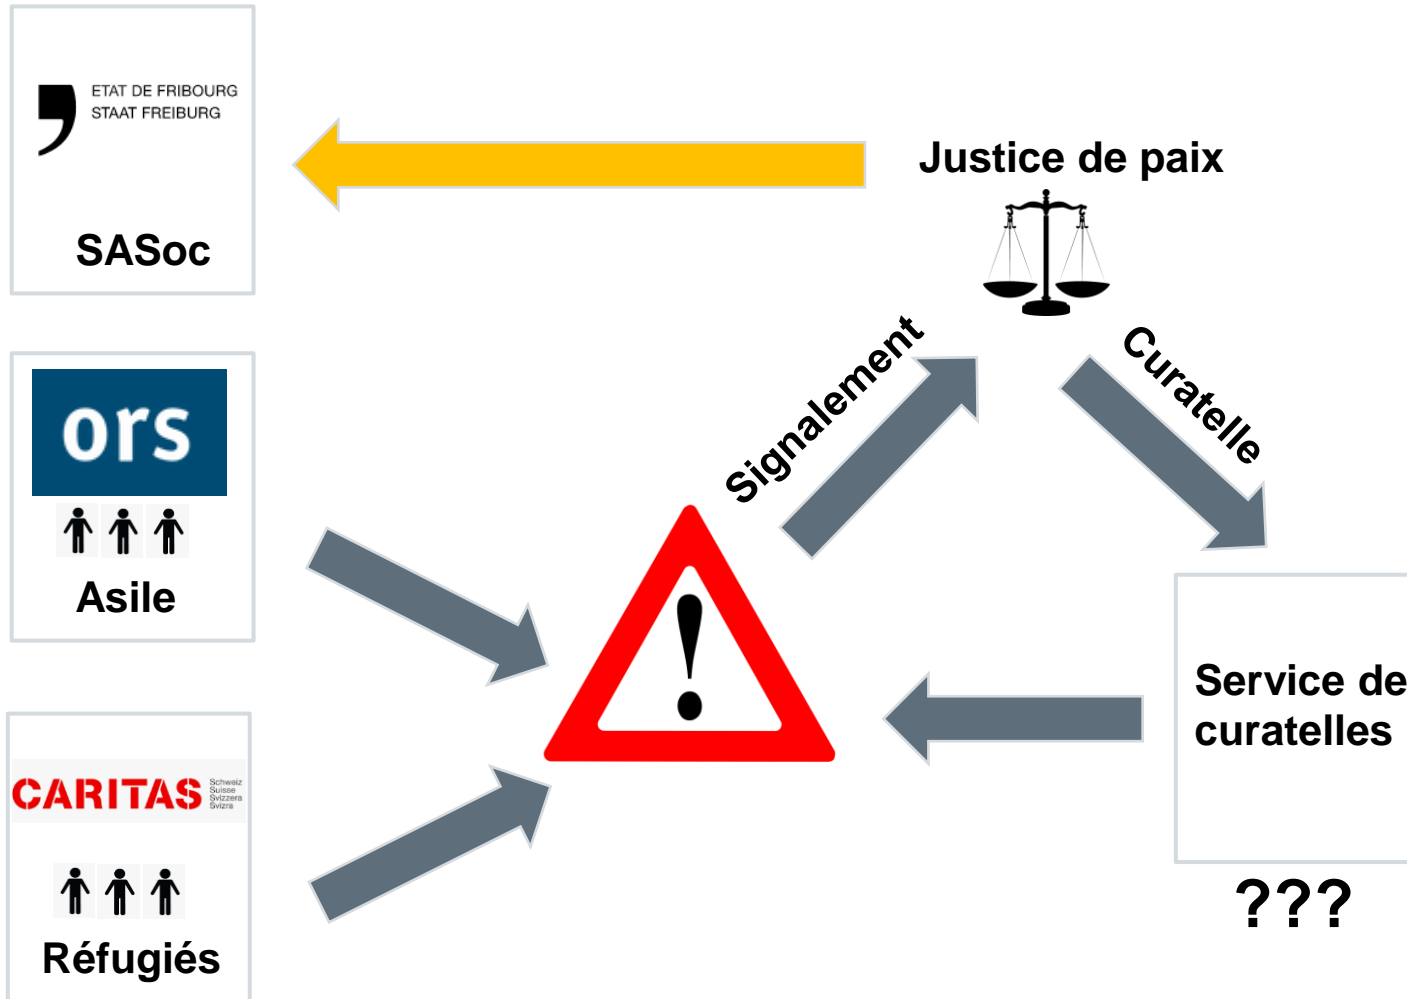 ETAT DE FRIBOURG
STAAT FREIBURG
SASoc
Justice de paix
Signalement
Curatelle
ors
Asile
!
Service de
curatelles
???
CARITAS
Schweiz
Suisse
Svizzera
Svizra
Réfugiés